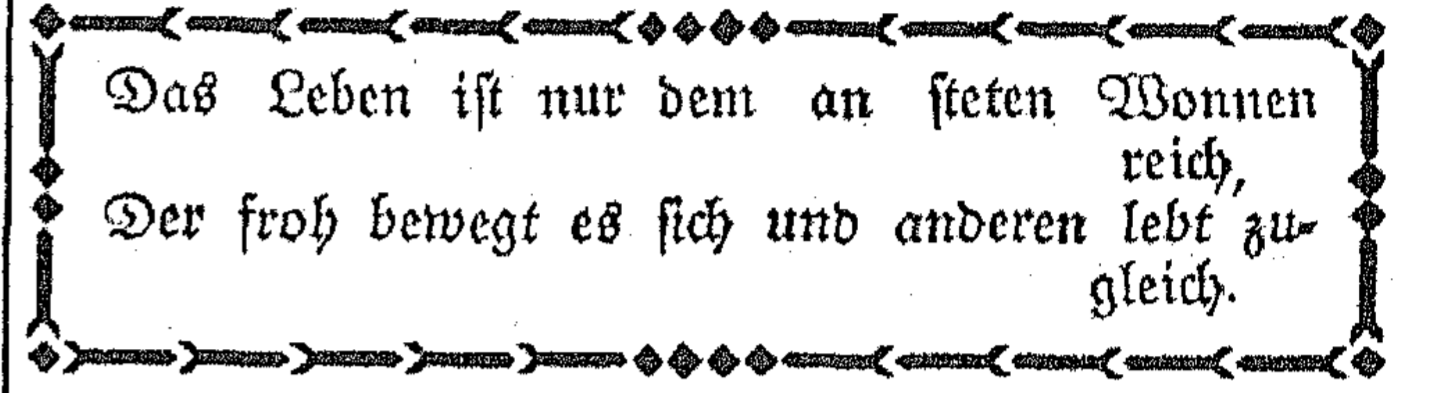 Das Leben ist nur dem an steten Wonnen
reich,
Der froh bewegt es sich und anderen lebt zu-
gleich.